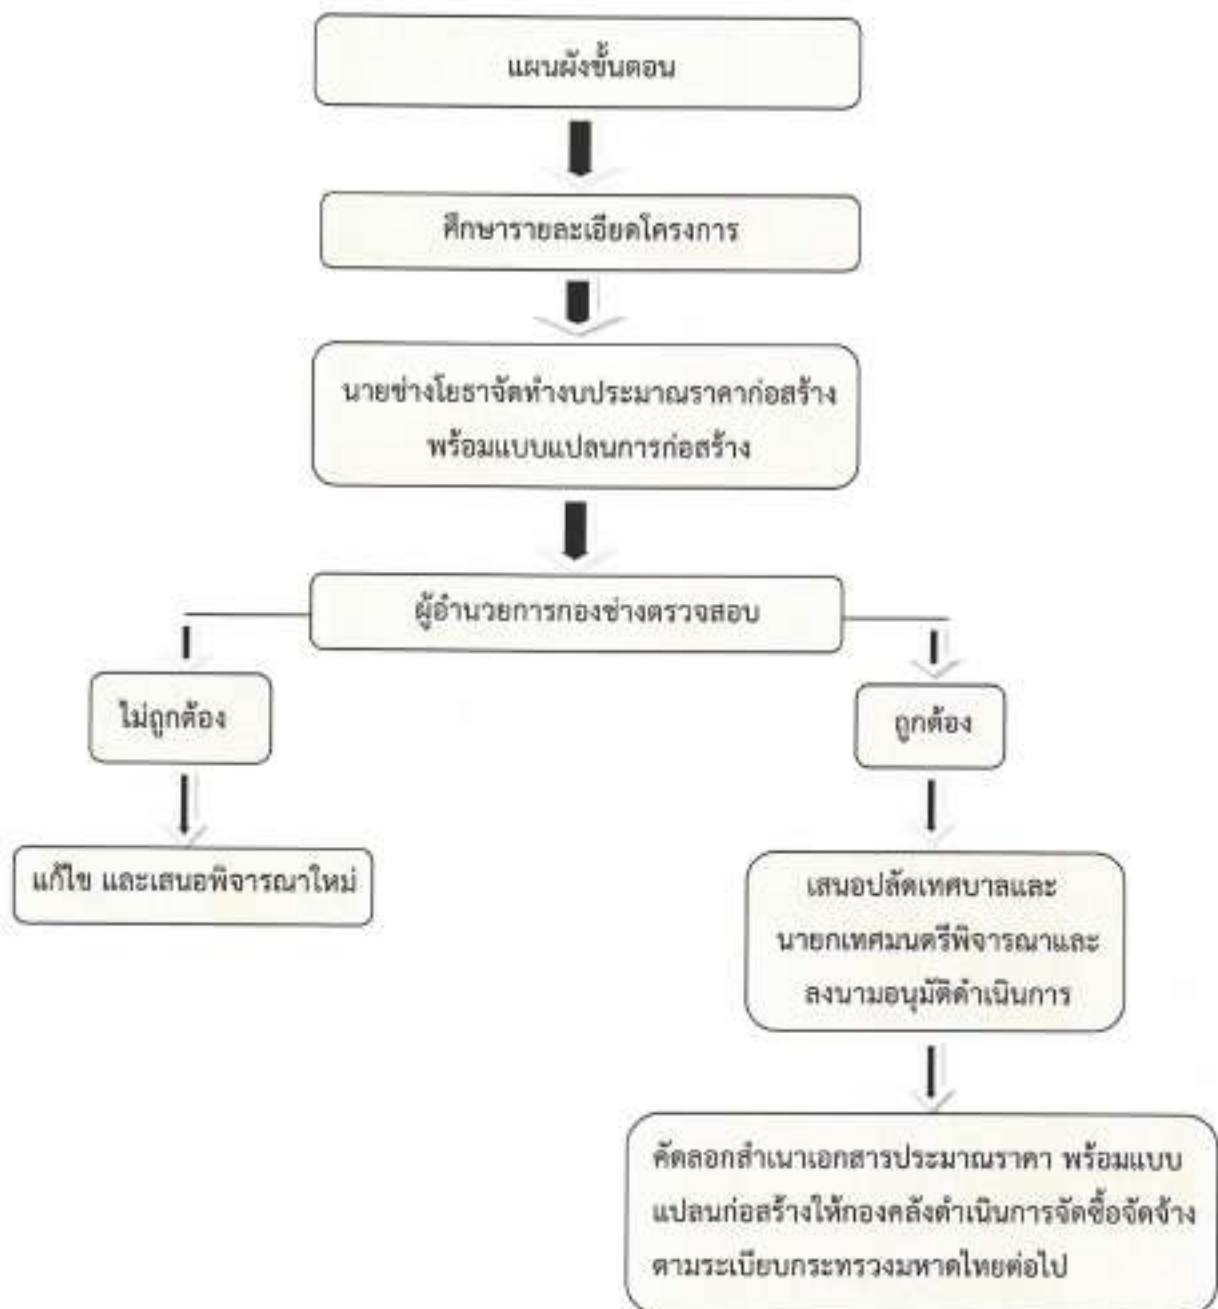 แผนผังขั้นตอน
ศึกษารายละเอียดโครงการ
นายช่างโยธาจัดทำงบประมาณราคาก่อสร้าง
พร้อมแบบแปลนการก่อสร้าง
ผู้อำนวยการกองช่างตรวจสอบ
ไม่ถูกต้อง
ถูกต้อง
แก้ไข และเสนอพิจารณาใหม่
เสนอปลัดเทศบาลและ
นายกเทศมนตรีพิจารณาและ
ลงนามอนุมัติดำเนินการ
คัดลอกสำเนาเอกสารประมาณราคา พร้อมแบบ
แปลนก่อสร้างให้กองคลังดำเนินการจัดซื้อจัดจ้าง
ตามระเบียบกระทรวงมหาดไทยต่อไป